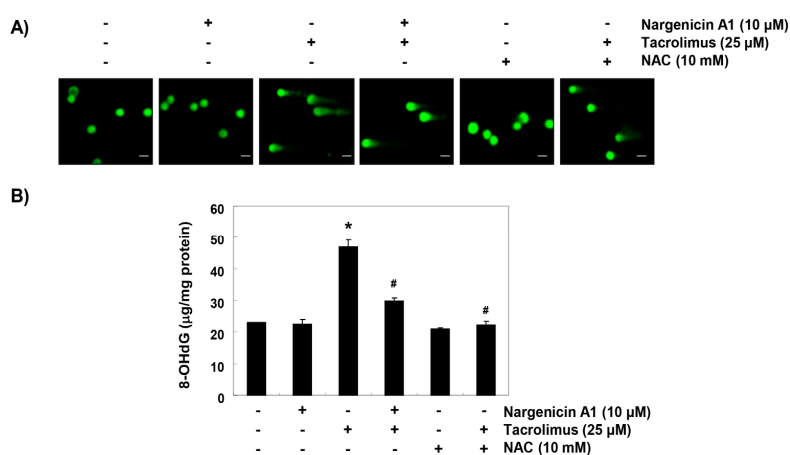 A)
- + - + - - Nargenicin A1 (10 µM)
- - + + - + Tacrolimus (25 µM)
- - - - + + NAC (10 mM)
B)
60
50
40
30
20
10
0
8-OHdG (µg/mg protein)
*
#
#
- + - + - - Nargenicin A1 (10 µM)
- - + + - + Tacrolimus (25 µM)
- - - - + + NAC (10 mM)